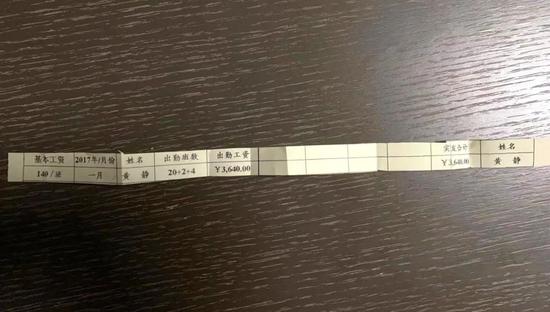 基本工资 2017年/月份 姓名 出勤班数 出勤工资 实发合计 姓名
140/班 一月 黄 静 20+2+4 ￥3,640.00 ￥3,640.00 黄 静